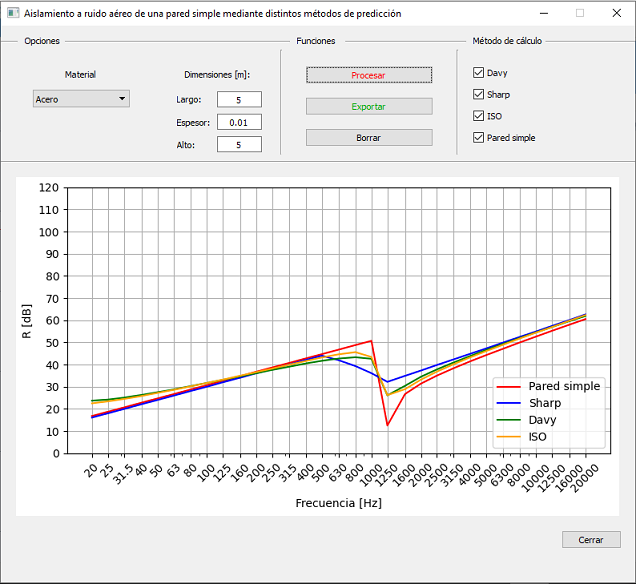 Aislamiento a ruido aéreo de una pared simple mediante distintos métodos de predicción
Opciones
Funciones
Método de cálculo
Material
Acero
Dimensiones [m]:
Largo: 5
Espesor: 0.01
Alto: 5
Procesar
Exportar
Borrar
Davy
Sharp
ISO
Pared simple
R [dB]
120
110
100
90
80
70
60
50
40
30
20
10
0
20 25 31.5 40 50 63 80 100 125 160 200 250 315 400 500 630 800 1000 1250 1600 2000 2500 3150 4000 5000 6300 8000 10000 12500 16000 20000
Frecuencia [Hz]
Pared simple
Sharp
Davy
ISO
Cerrar